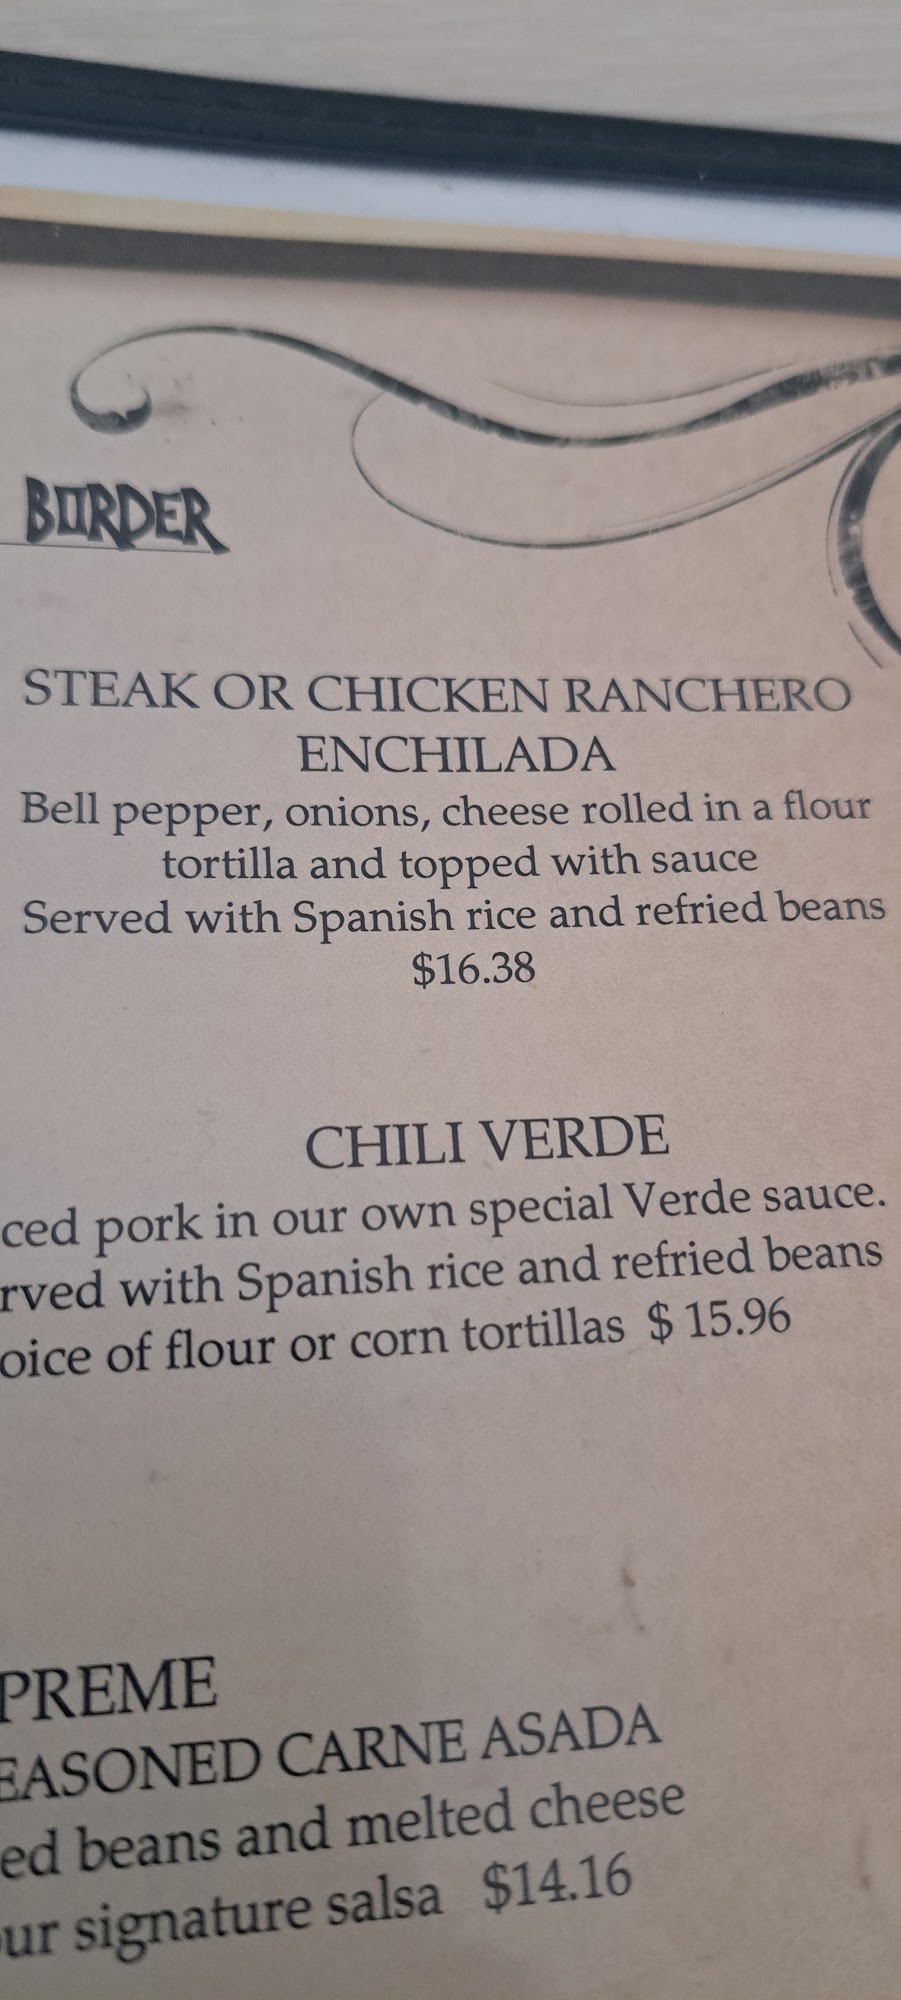 BORDER
STEAK OR CHICKEN RANCHERO
ENCHILADA
Bell pepper, onions, cheese rolled in a flour
tortilla and topped with sauce
Served with Spanish rice and refried beans
$16.38
CHILI VERDE
ced pork in our own special Verde sauce.
rved with Spanish rice and refried beans
oice of flour or corn tortillas $ 15.96
PREME
EASONED CARNE ASADA
ed beans and melted cheese
ur signature salsa $14.16